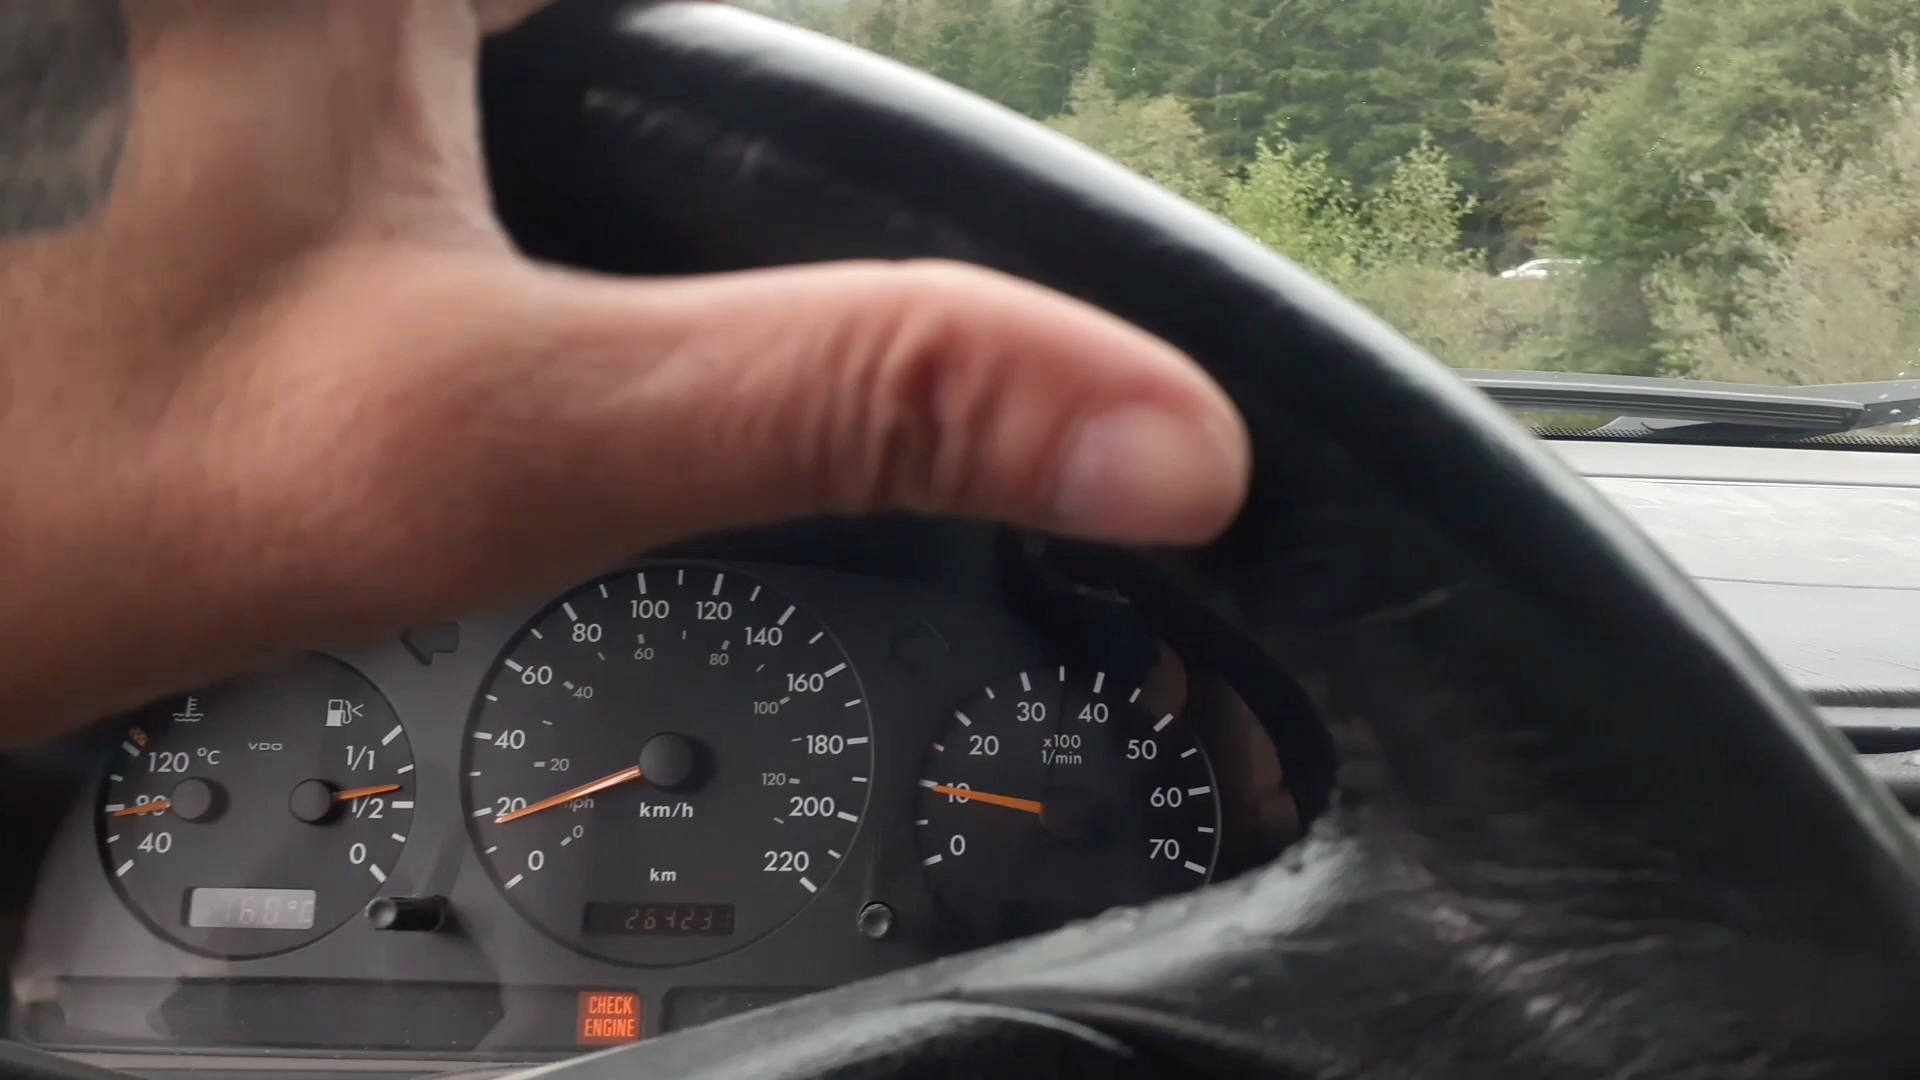 120 °C
80
40
VDO
1/1
1/2
0
100 120
80 140
60 160
40 180
20 200
0 220
60 80
40 100
20 120
mph
0
km/h
km
30 40
20 50
10 60
0 70
x100
1/min
CHECK
ENGINE